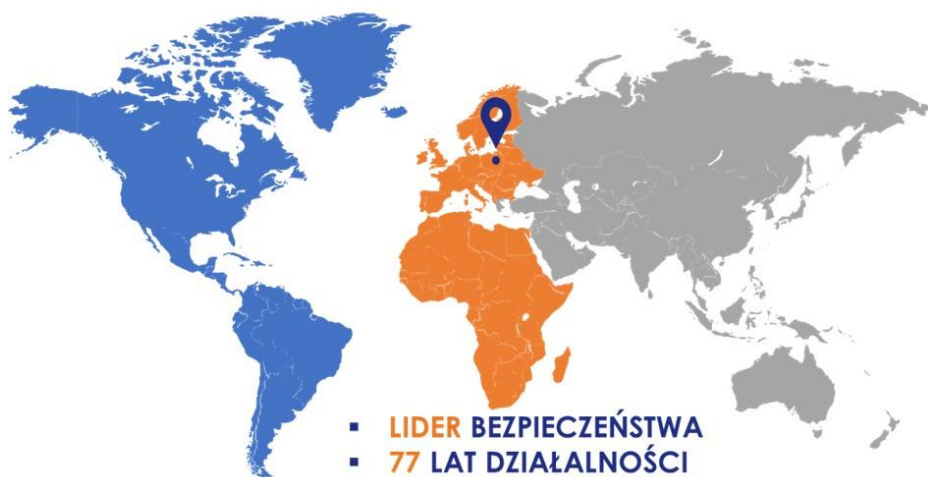 ▪ LIDER BEZPIECZEŃSTWA
▪ 77 LAT DZIAŁALNOŚCI